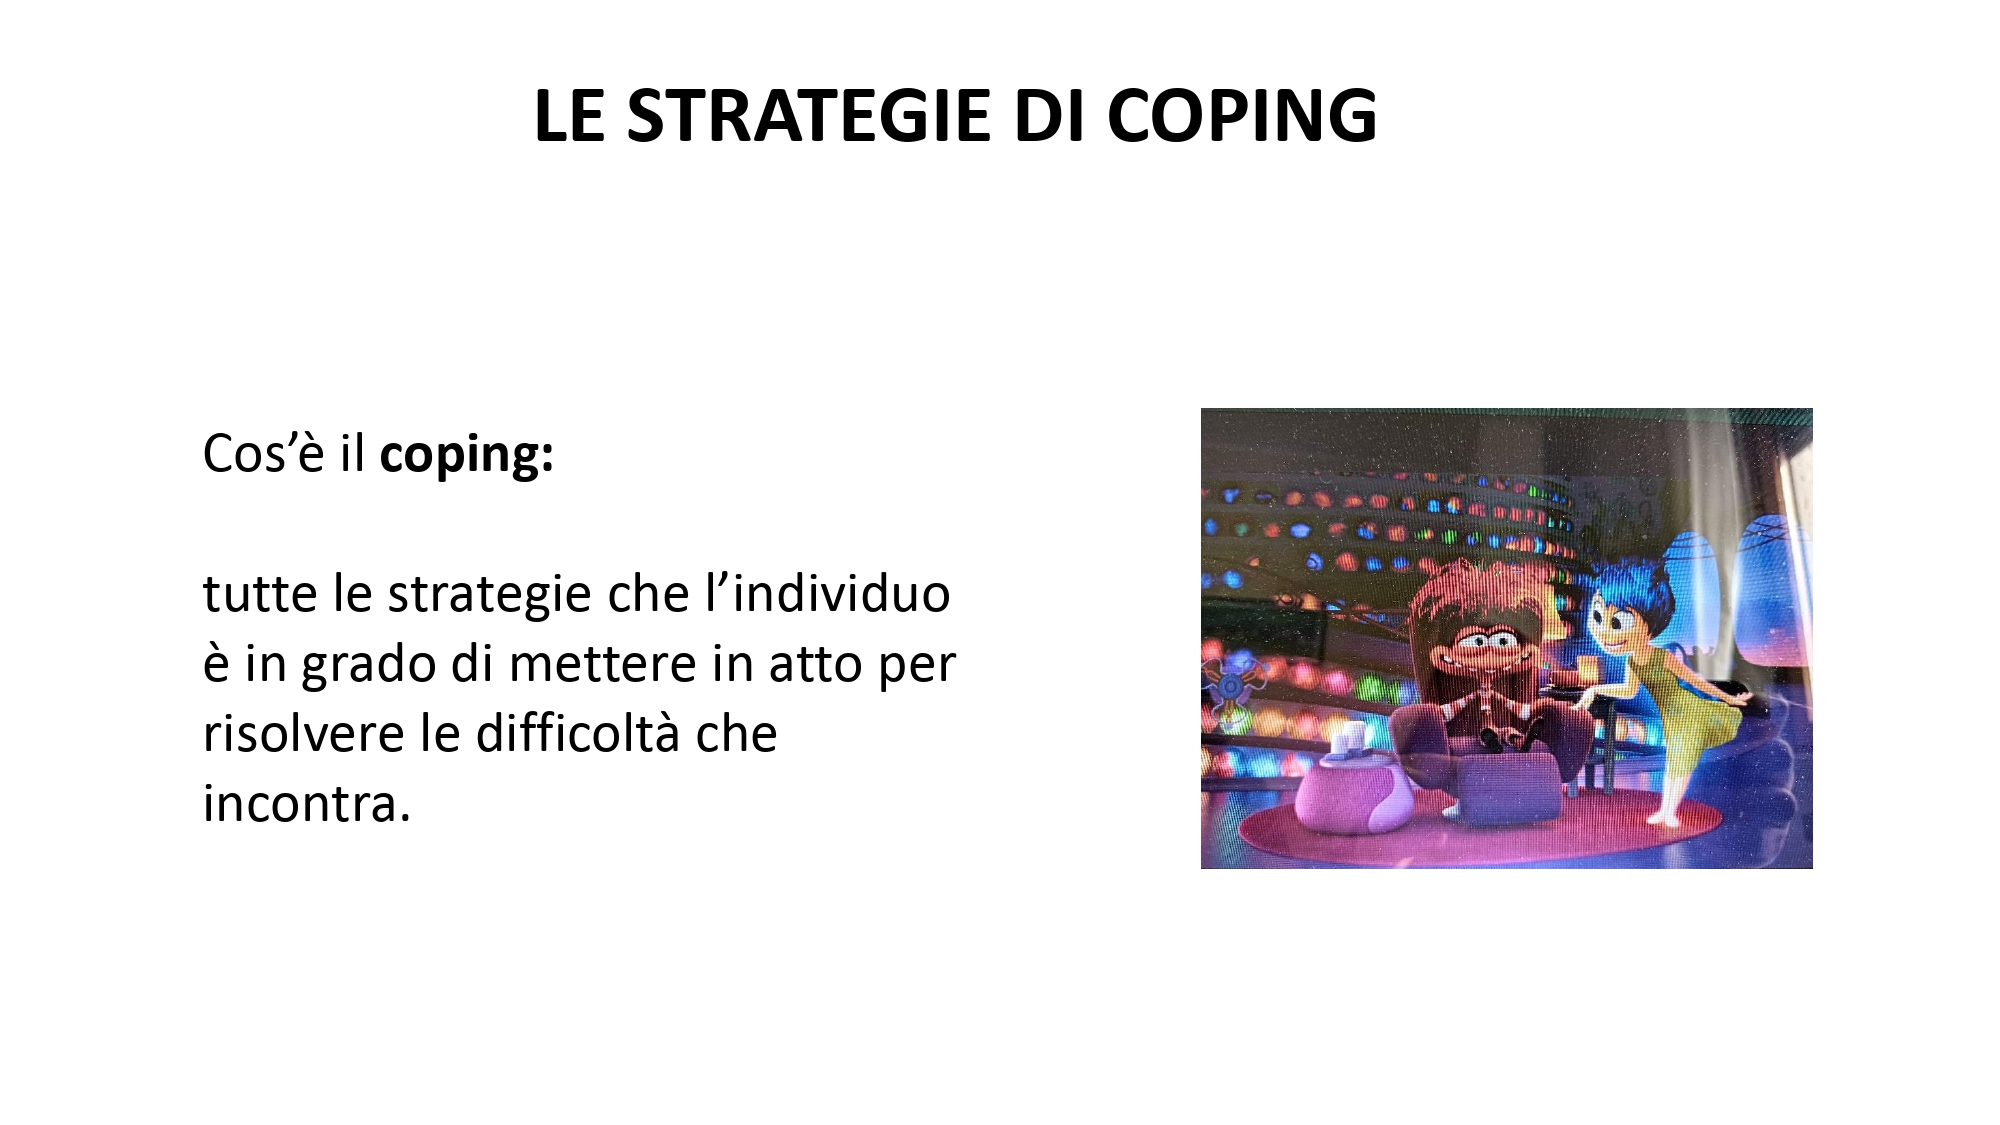 LE STRATEGIE DI COPING
Cos’è il coping:
tutte le strategie che l’individuo
è in grado di mettere in atto per
risolvere le difficoltà che
incontra.